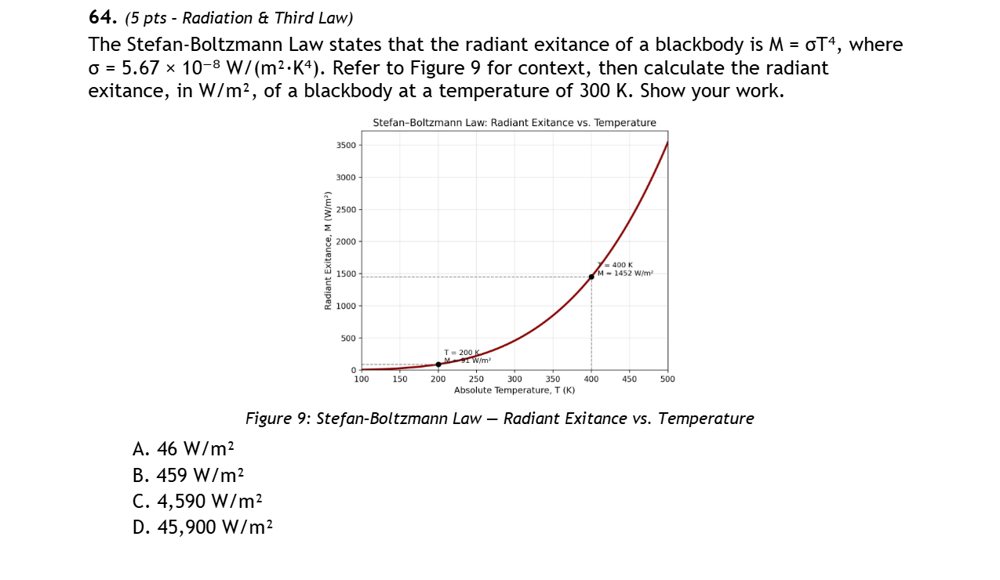 64. (5 pts - Radiation & Third Law)
The Stefan-Boltzmann Law states that the radiant exitance of a blackbody is M = σT⁴, where
σ = 5.67 × 10⁻⁸ W/(m²·K⁴). Refer to Figure 9 for context, then calculate the radiant
exitance, in W/m², of a blackbody at a temperature of 300 K. Show your work.
Stefan–Boltzmann Law: Radiant Exitance vs. Temperature
Radiant Exitance, M (W/m²)
3500
3000
2500
2000
1500
1000
500
0
T = 400 K
M ≈ 1452 W/m²
T = 200 K
M ≈ 91 W/m²
100 150 200 250 300 350 400 450 500
Absolute Temperature, T (K)
Figure 9: Stefan-Boltzmann Law — Radiant Exitance vs. Temperature
A. 46 W/m²
B. 459 W/m²
C. 4,590 W/m²
D. 45,900 W/m²